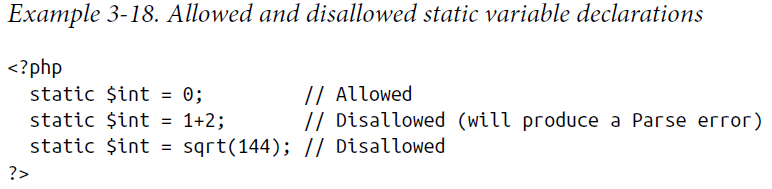 Example 3-18. Allowed and disallowed static variable declarations
<?php
  static $int = 0;         // Allowed
  static $int = 1+2;       // Disallowed (will produce a Parse error)
  static $int = sqrt(144); // Disallowed
?>